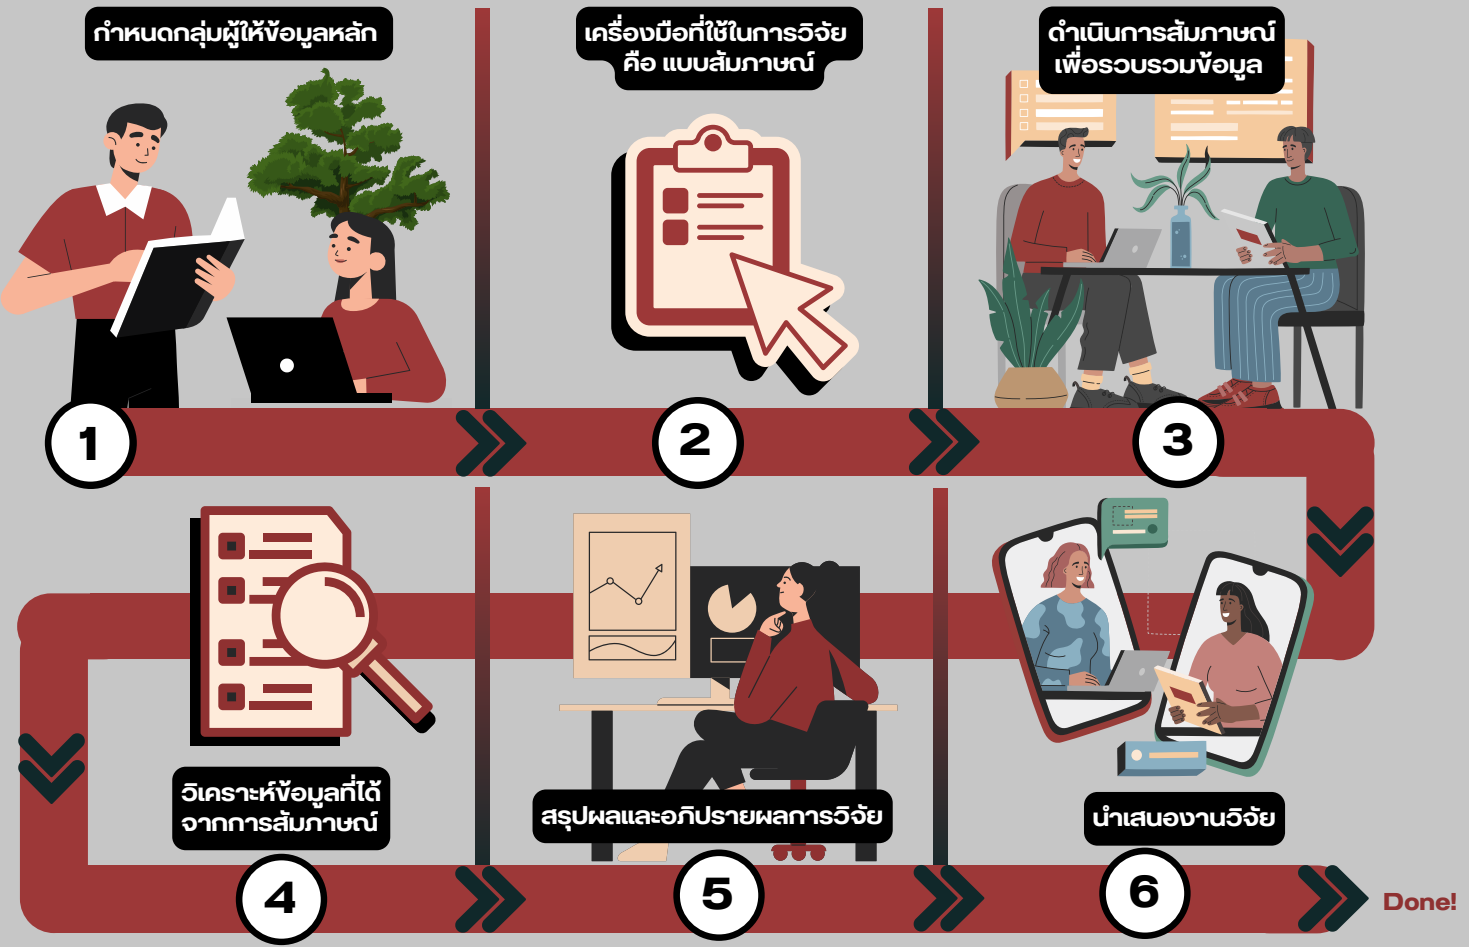 กำหนดกลุ่มผู้ให้ข้อมูลหลัก
เครื่องมือที่ใช้ในการวิจัย
คือ แบบสัมภาษณ์
ดำเนินการสัมภาษณ์
เพื่อรวบรวมข้อมูล
1
2
3
วิเคราะห์ข้อมูลที่ได้
จากการสัมภาษณ์
สรุปผลและอภิปรายผลการวิจัย
นำเสนองานวิจัย
4
5
6
Done!